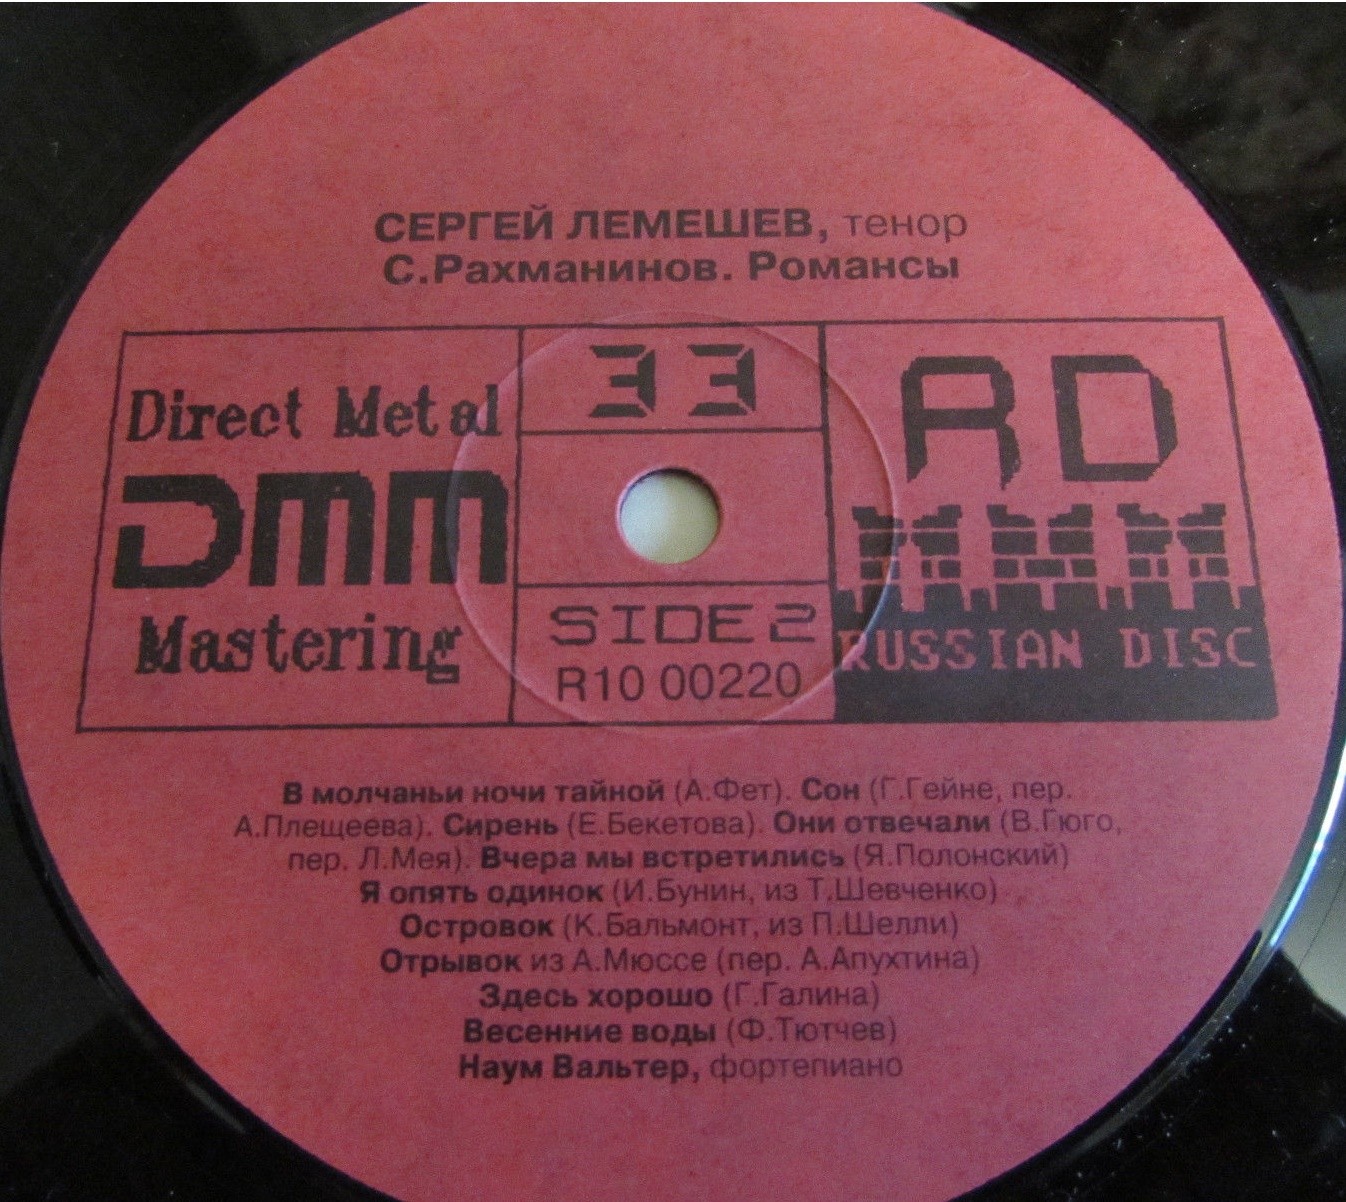 СЕРГЕЙ ЛЕМЕШЕВ, тенор
С.Рахманинов. Романсы
Direct Metal
DMM
Mastering
33
SIDE 2
R10 00220
RD
RUSSIAN DISC
В молчаньи ночи тайной (А.Фет). Сон (Г.Гейне, пер.
А.Плещеева). Сирень (Е.Бекетова). Они отвечали (В.Гюго,
пер. Л.Мея). Вчера мы встретились (Я.Полонский)
Я опять одинок (И.Бунин, из Т.Шевченко)
Островок (К.Бальмонт, из П.Шелли)
Отрывок из А.Мюссе (пер. А.Апухтина)
Здесь хорошо (Г.Галина)
Весенние воды (Ф.Тютчев)
Наум Вальтер, фортепиано